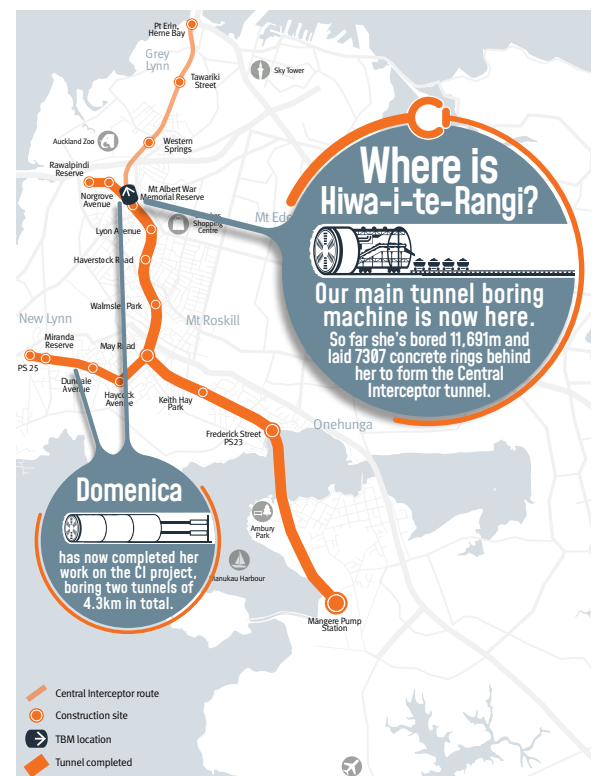 Pt Erin,
Herne Bay
Grey
Lynn
Tawariki
Street
Sky Tower
Auckland Zoo
Western
Springs
Rawalpindi
Reserve
Norgrove
Avenue
Mt Albert War
Memorial Reserve
Where is
Hiwa-i-te-Rangi?
Our main tunnel boring
machine is now here.
So far she's bored 11,691m and
laid 7307 concrete rings behind
her to form the Central
Interceptor tunnel.
Mt Ede
Shopping
Centre
Lyon Avenue
Haverstock Road
Walmsley Park
New Lynn
Mt Roskill
Miranda
Reserve
May Road
PS 25
Dundale
Avenue
Haycock
Avenue
Keith Hay
Park
Onehunga
Frederick Street
PS23
Domenica
has now completed her
work on the CI project,
boring two tunnels of
4.3km in total.
Ambury
Park
Manukau Harbour
Māngere Pump
Station
Central Interceptor route
Construction site
TBM location
Tunnel completed